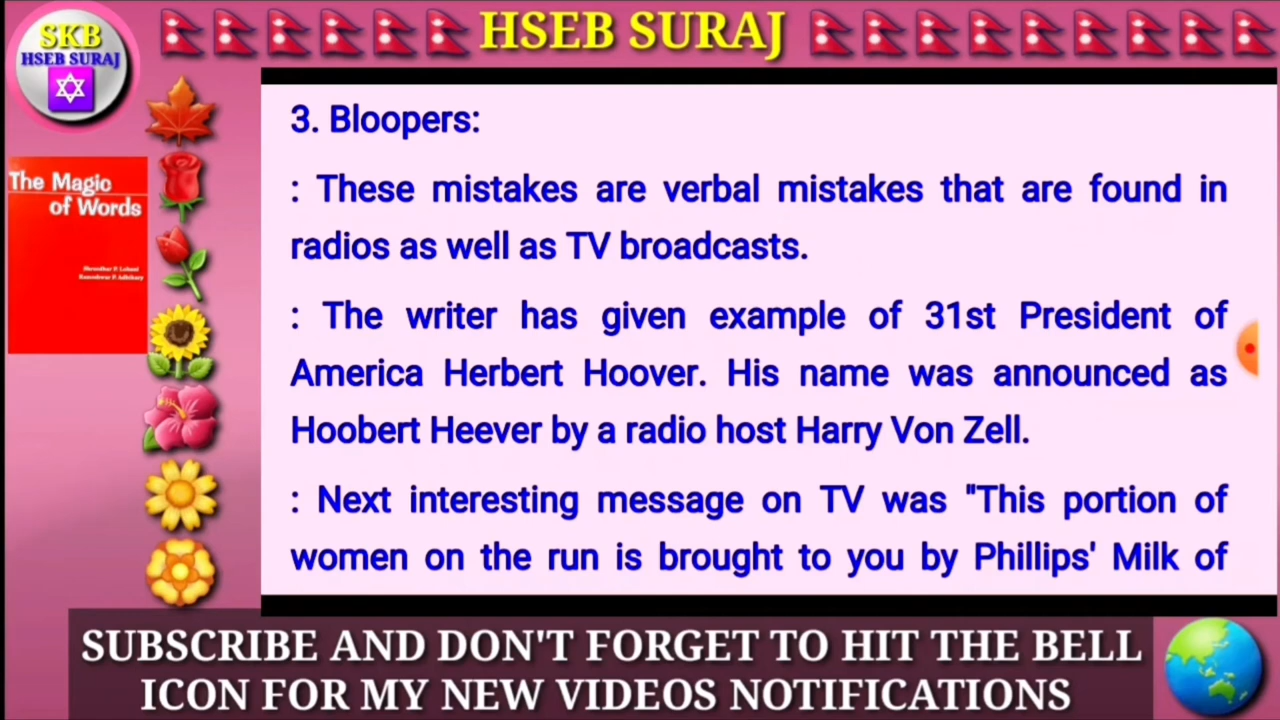 SKB
HSEB SURAJ
HSEB SURAJ
The Magic
of Words
3. Bloopers:
: These mistakes are verbal mistakes that are found in
radios as well as TV broadcasts.
: The writer has given example of 31st President of
America Herbert Hoover. His name was announced as
Hoobert Heever by a radio host Harry Von Zell.
: Next interesting message on TV was "This portion of
women on the run is brought to you by Phillips' Milk of
SUBSCRIBE AND DON'T FORGET TO HIT THE BELL
ICON FOR MY NEW VIDEOS NOTIFICATIONS